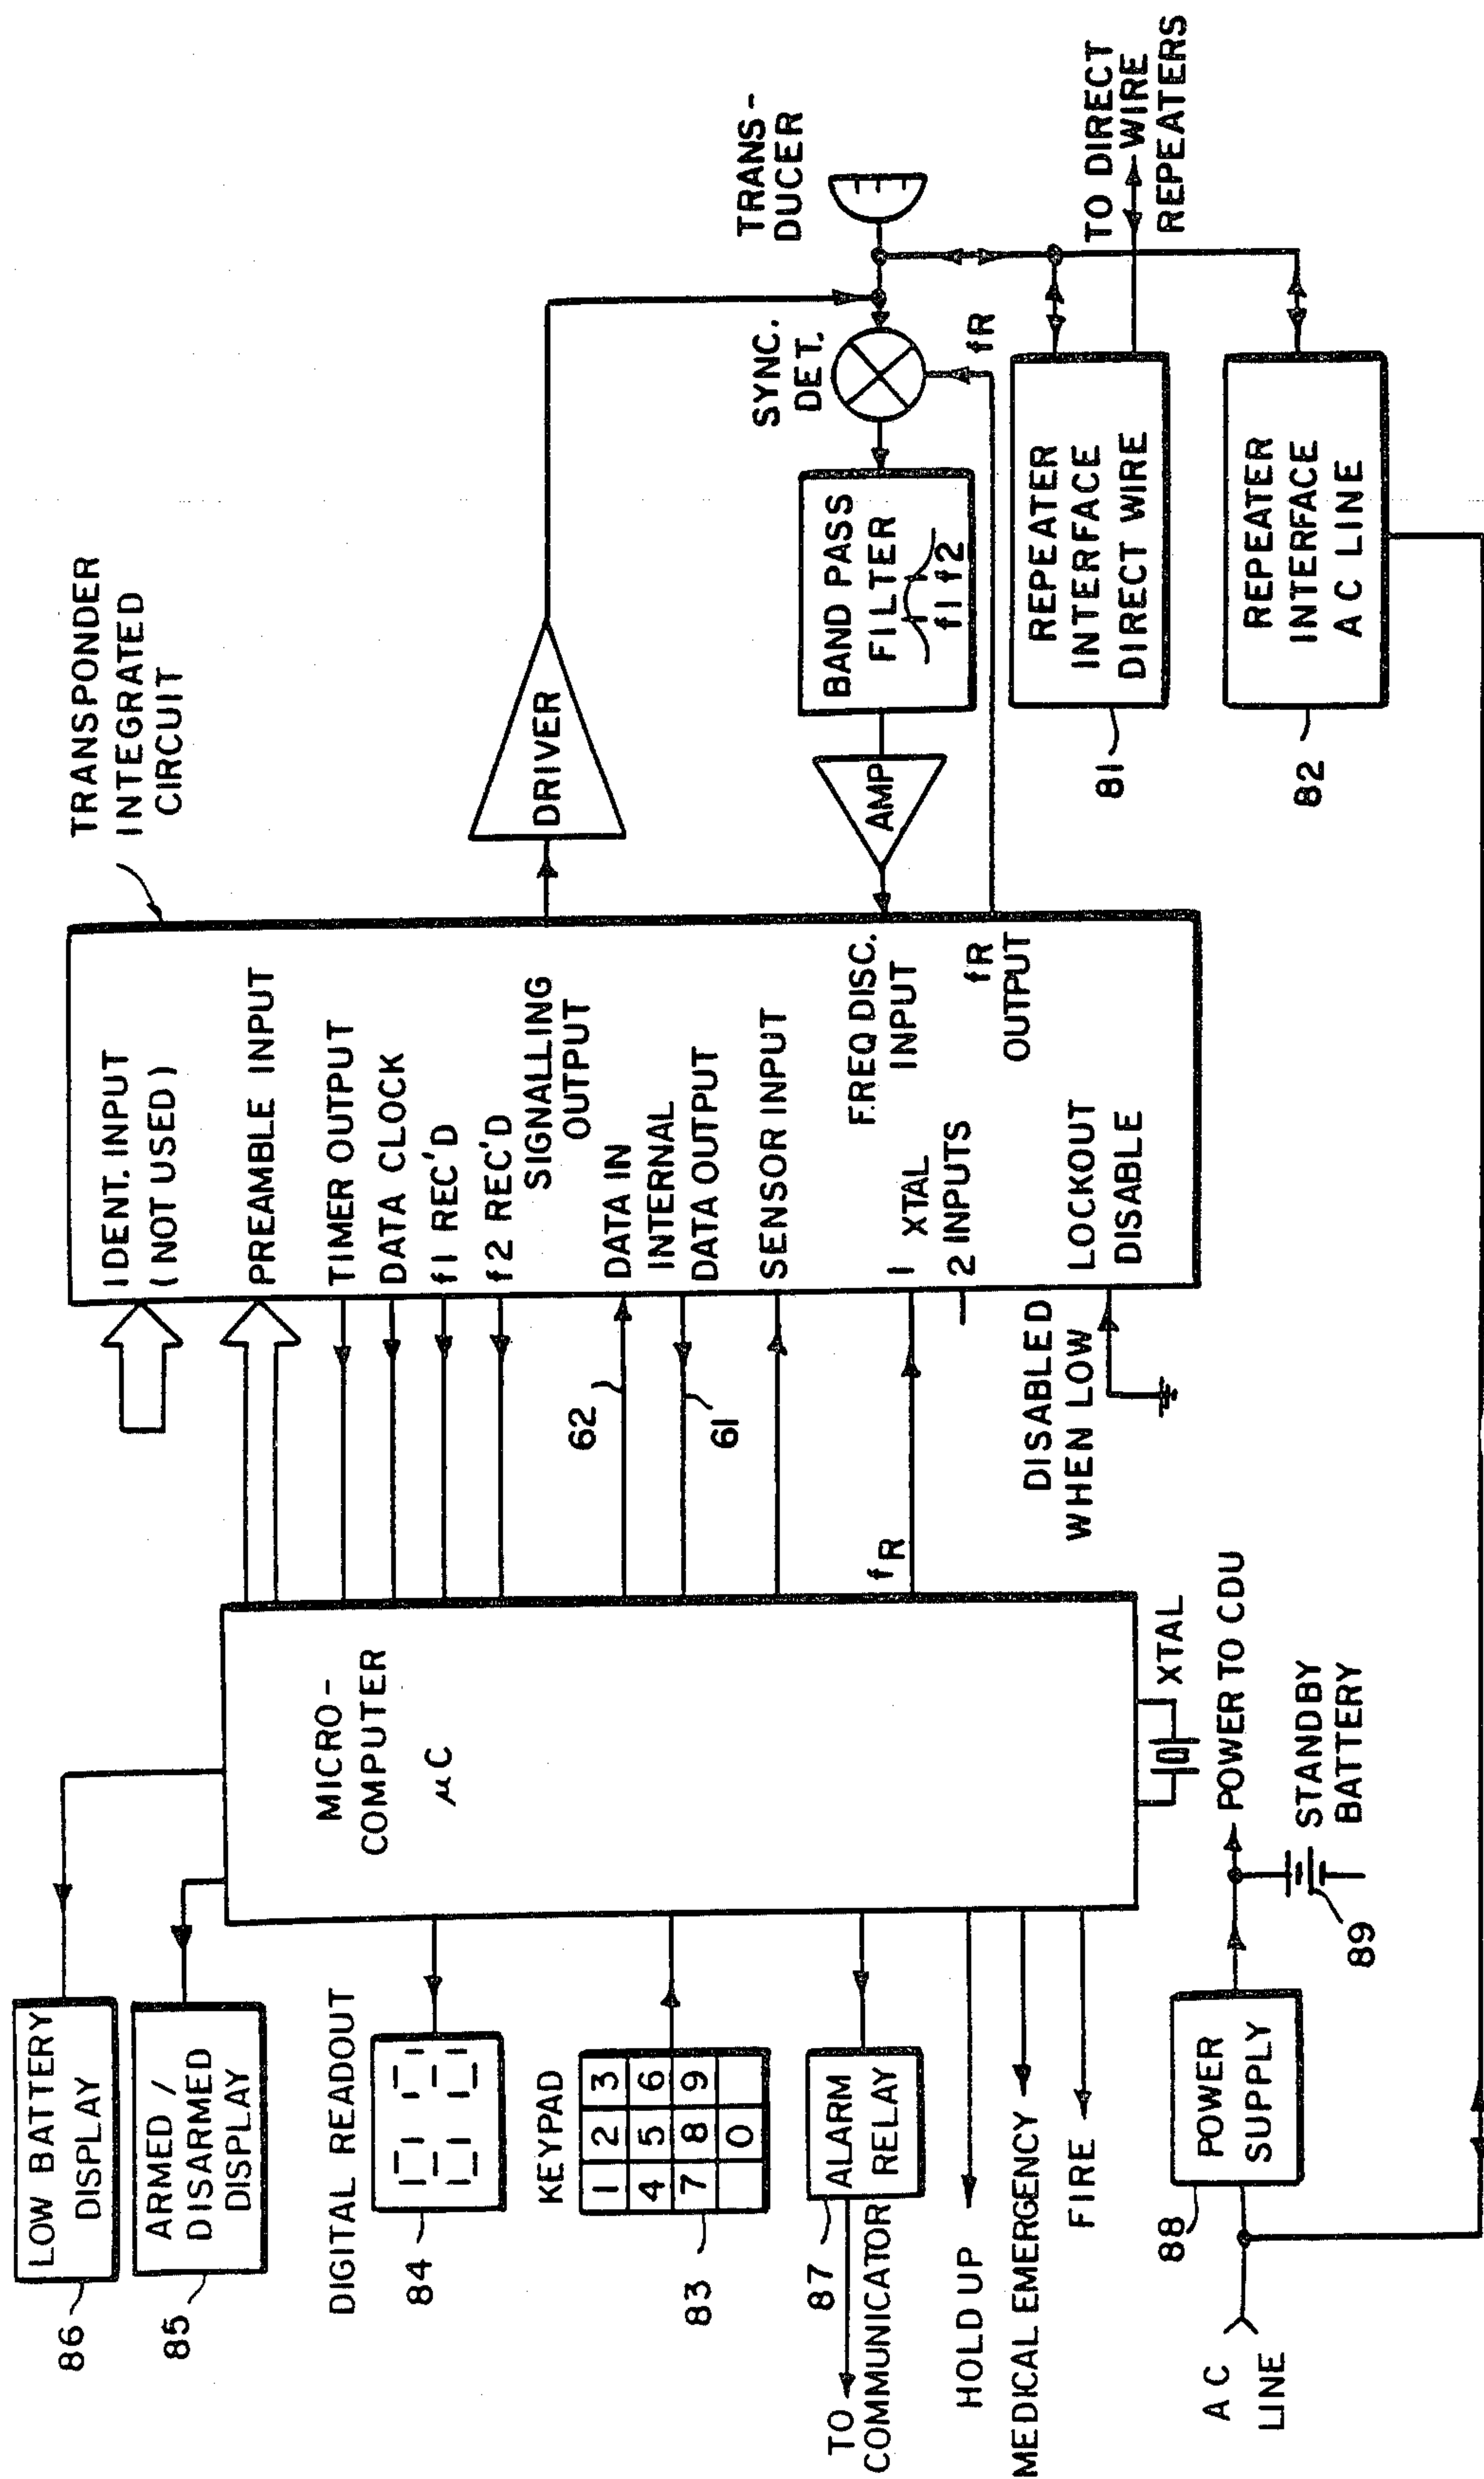 LOW BATTERY
DISPLAY
86
ARMED /
DISARMED
DISPLAY
85
DIGITAL READOUT
84
KEYPAD
1 2 3
4 5 6
7 8 9
0
83
ALARM
RELAY
87
TO
COMMUNICATOR
HOLD UP
MEDICAL EMERGENCY
FIRE
POWER
SUPPLY
88
AC
LINE
89
STANDBY
BATTERY
POWER TO CDU
XTAL
MICRO-
COMPUTER
μC
fR
62
61
DISABLED
WHEN LOW
TRANSPONDER
INTEGRATED
CIRCUIT
IDENT. INPUT
(NOT USED)
PREAMBLE INPUT
TIMER OUTPUT
DATA CLOCK
f1 REC'D
f2 REC'D
SIGNALLING
OUTPUT
DATA IN
INTERNAL
DATA OUTPUT
SENSOR INPUT
FREQ DISC.
INPUT
1 XTAL
2 INPUTS
fR
OUTPUT
LOCKOUT
DISABLE
DRIVER
AMP
BAND PASS
FILTER
f1 f2
SYNC.
DET.
fR
TRANS-
DUCER
REPEATER
INTERFACE
DIRECT WIRE
81
TO DIRECT
WIRE
REPEATERS
REPEATER
INTERFACE
AC LINE
82